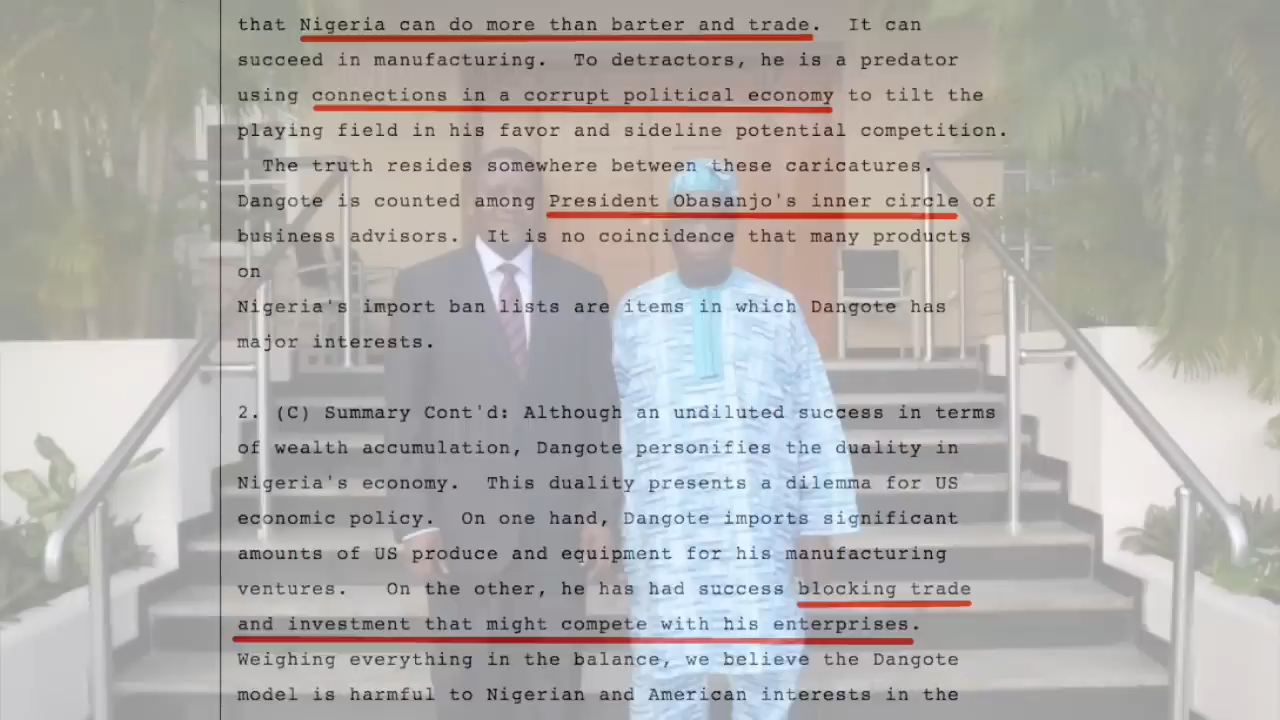 that Nigeria can do more than barter and trade.  It can
succeed in manufacturing.  To detractors, he is a predator
using connections in a corrupt political economy to tilt the
playing field in his favor and sideline potential competition.
The truth resides somewhere between these caricatures.
Dangote is counted among President Obasanjo's inner circle of
business advisors.  It is no coincidence that many products
on
Nigeria's import ban lists are items in which Dangote has
major interests.
2. (C) Summary Cont'd: Although an undiluted success in terms
of wealth accumulation, Dangote personifies the duality in
Nigeria's economy.  This duality presents a dilemma for US
economic policy.  On one hand, Dangote imports significant
amounts of US produce and equipment for his manufacturing
ventures.   On the other, he has had success blocking trade
and investment that might compete with his enterprises.
Weighing everything in the balance, we believe the Dangote
model is harmful to Nigerian and American interests in the